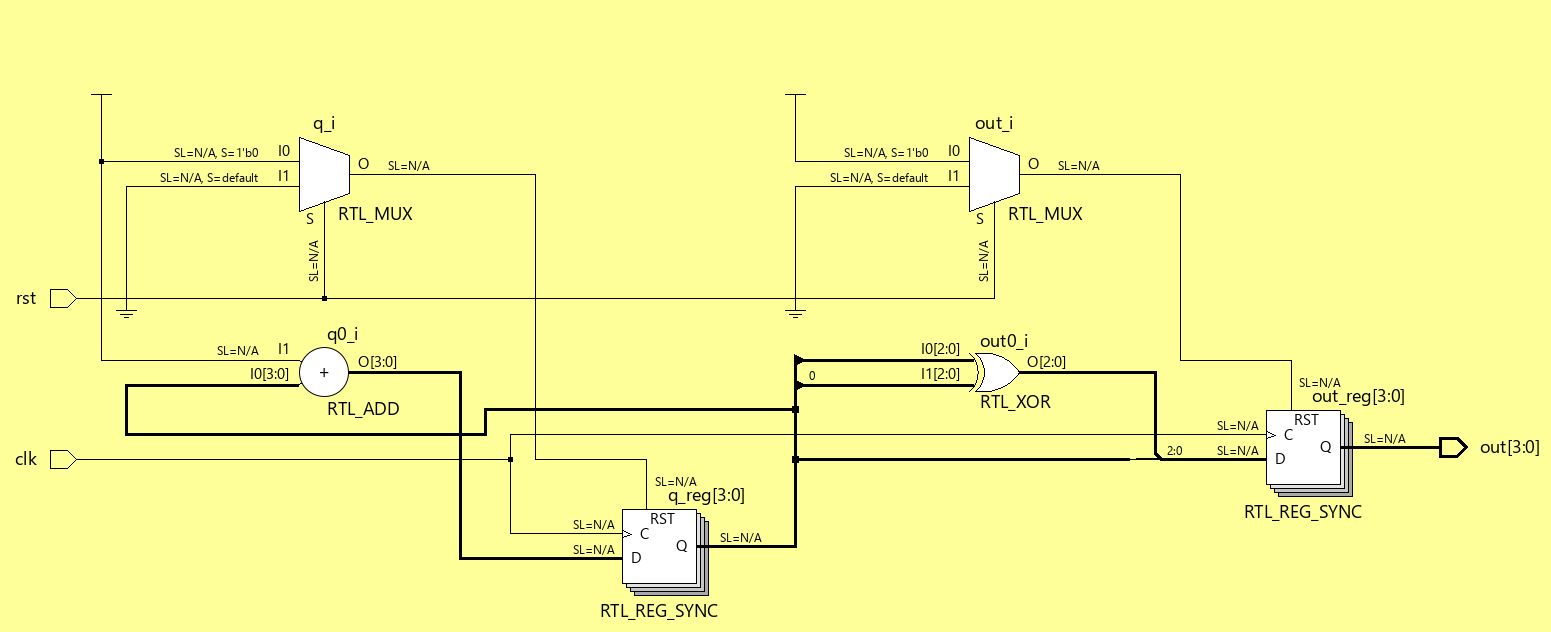 q_i
out_i
SL=N/A, S=1'b0 I0
O SL=N/A
SL=N/A, S=default I1
S RTL_MUX
SL=N/A
SL=N/A, S=1'b0 I0
O SL=N/A
SL=N/A, S=default I1
S RTL_MUX
SL=N/A
rst
q0_i
SL=N/A I1
I0[3:0]
+
O[3:0]
RTL_ADD
out0_i
I0[2:0]
0 I1[2:0]
O[2:0]
RTL_XOR
clk
SL=N/A
q_reg[3:0]
RST
SL=N/A C
SL=N/A D
Q SL=N/A
RTL_REG_SYNC
SL=N/A
out_reg[3:0]
RST
SL=N/A C
2:0 SL=N/A D
Q SL=N/A
out[3:0]
RTL_REG_SYNC